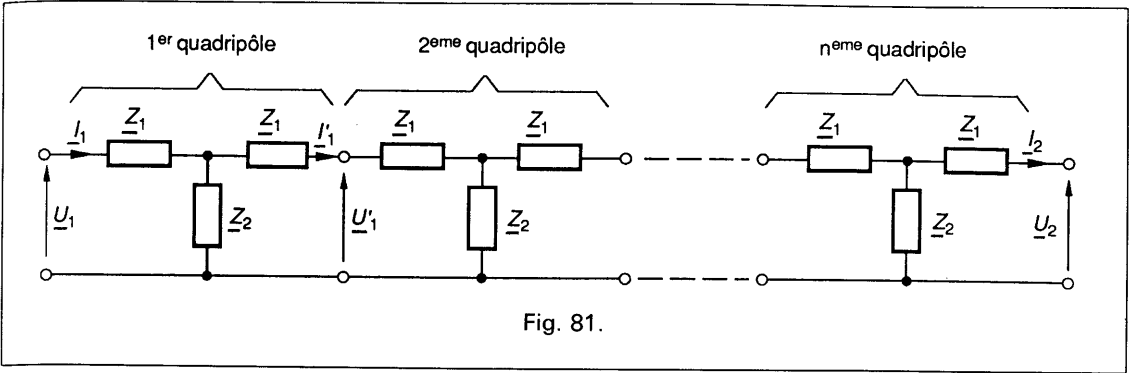 1er quadripôle
2eme quadripôle
neme quadripôle
I1
Z1
Z1
I'1
Z1
Z1
Z1
Z1
I2
U1
Z2
U'1
Z2
Z2
U2
Fig. 81.